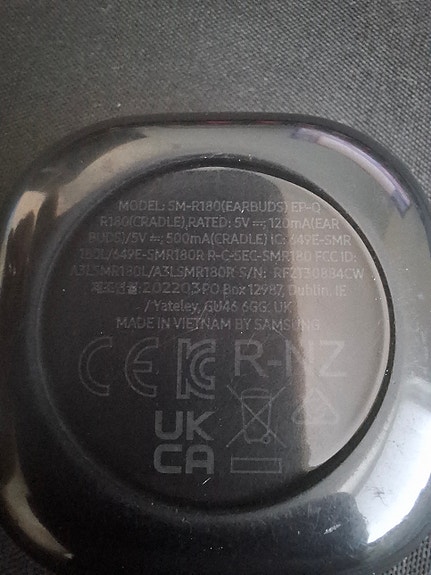 MODEL: SM-R180(EARBUDS) EP-Q
R180(CRADLE),RATED: 5V ⎓; 120mA(EAR
BUDS)/5V ⎓; 500mA(CRADLE) IC: 649E-SMR
180L/649E-SMR180R R-C-SEC-SMR180 FCC ID:
A3LSMR180L/A3LSMR180R S/N: RFZT30884CW
제조연월:202203 PO Box 12987, Dublin. IE
/ Yateley, GU46 6GG. UK
MADE IN VIETNAM BY SAMSUNG
CE KC R-NZ
UK
CA